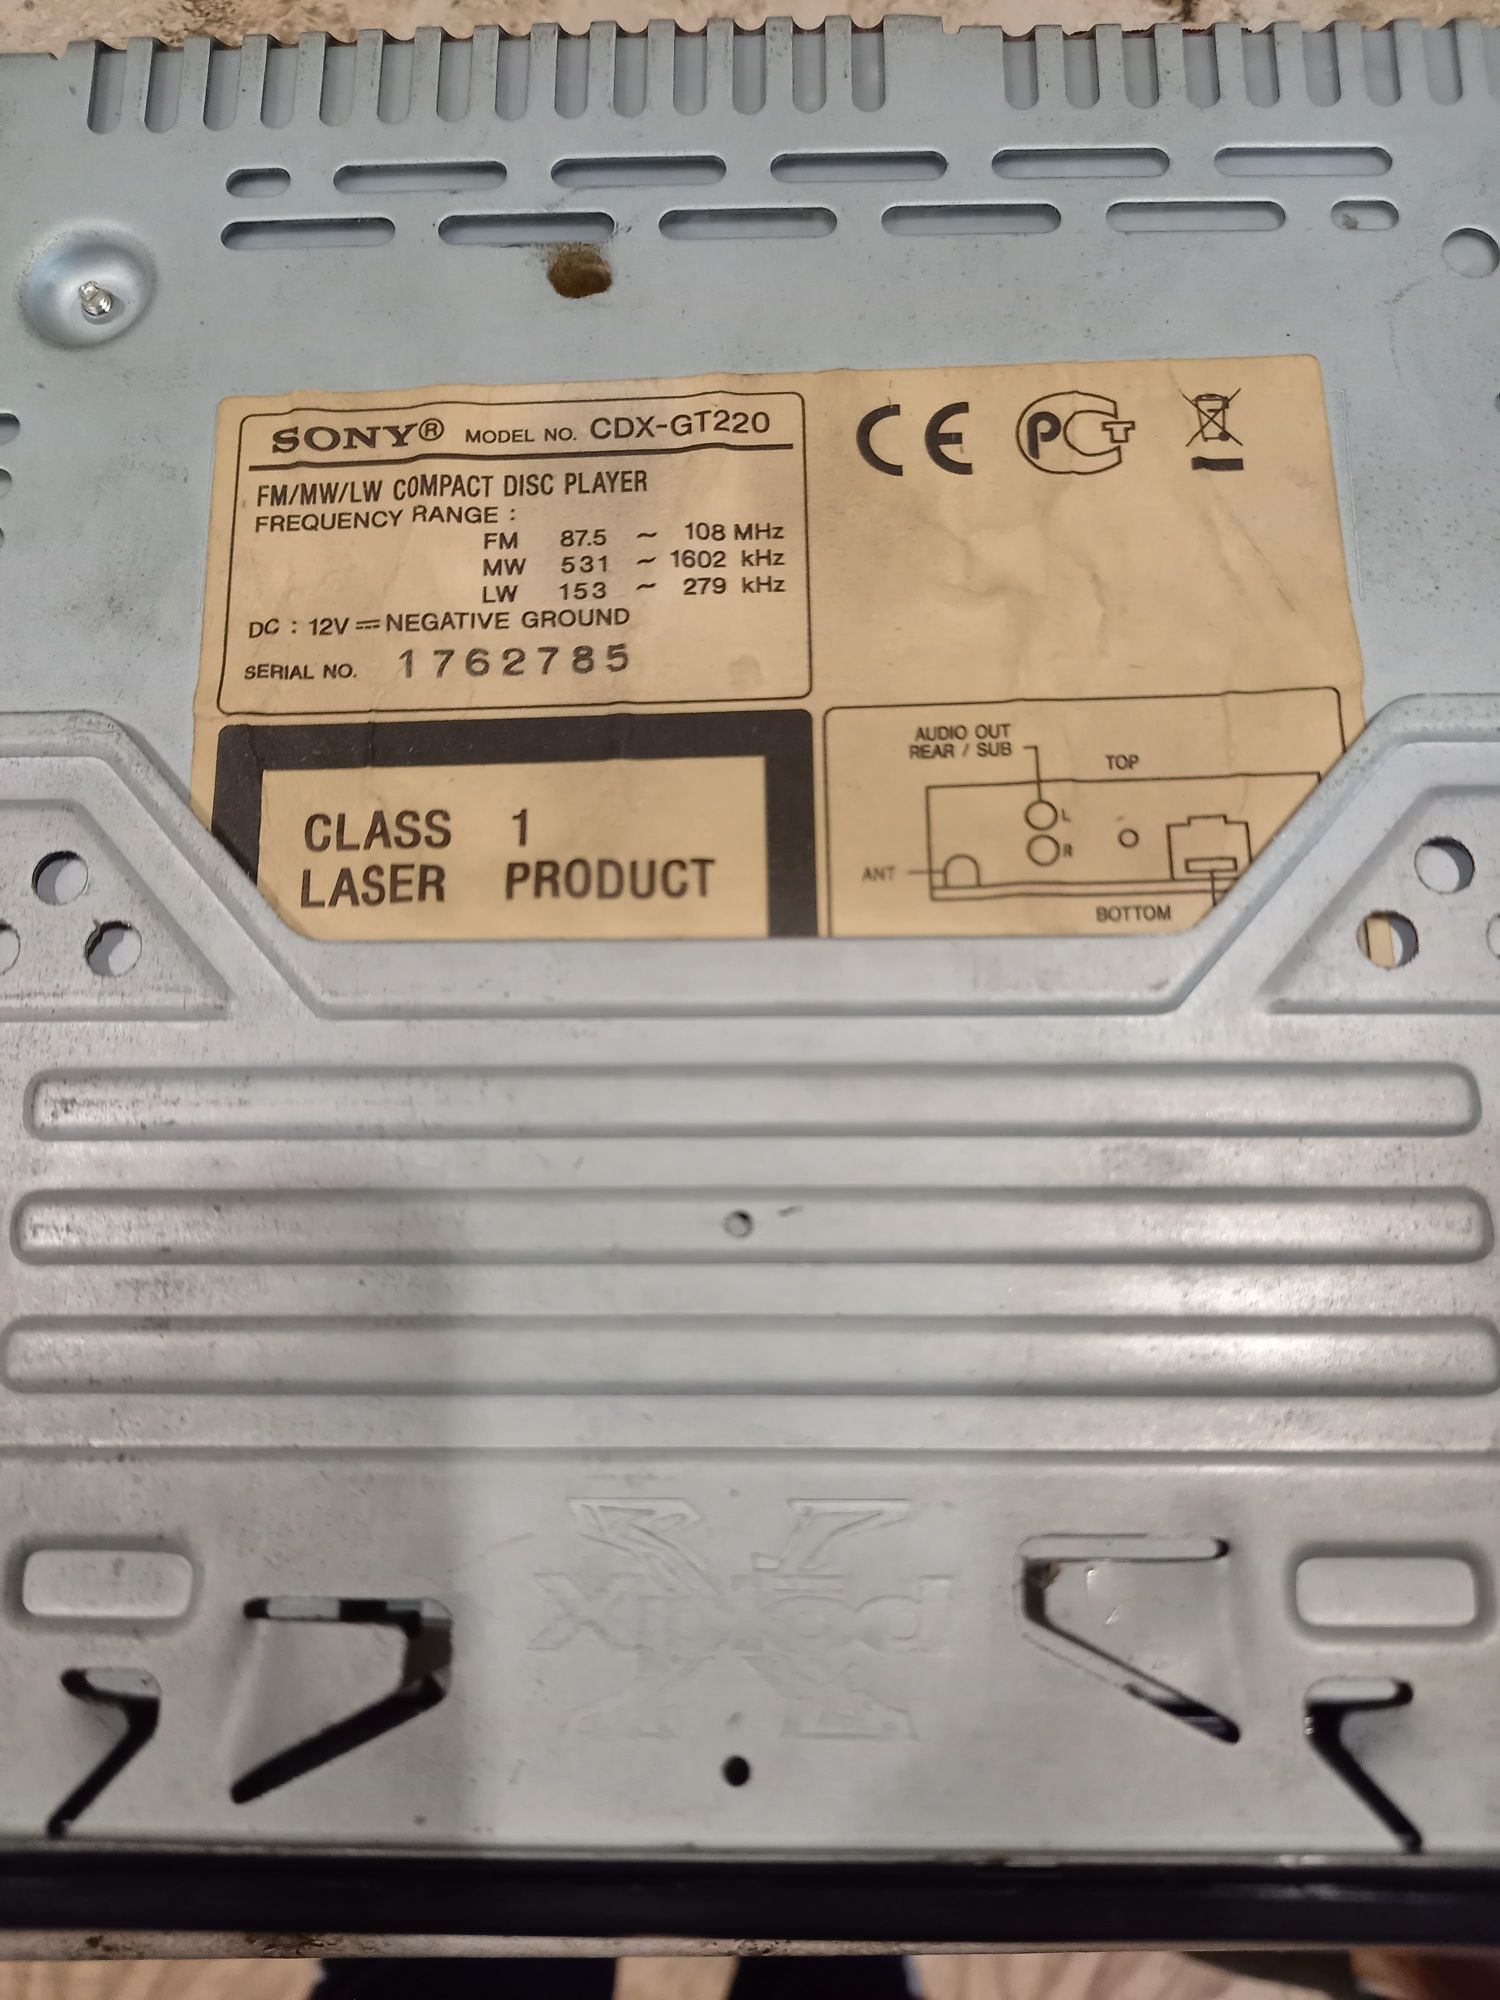 SONY® MODEL NO. CDX-GT220
FM/MW/LW COMPACT DISC PLAYER
FREQUENCY RANGE :
FM 87.5 ~ 108 MHz
MW 531 ~ 1602 kHz
LW 153 ~ 279 kHz
DC : 12V ⎓ NEGATIVE GROUND
SERIAL NO. 1762785
CE PCT
CLASS 1
LASER PRODUCT
AUDIO OUT
REAR / SUB
TOP
L
R
ANT
BOTTOM
Xplod